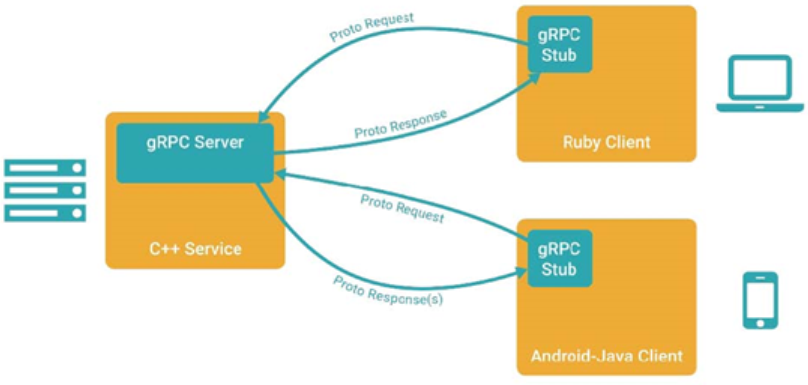 Proto Request
gRPC
Stub
Ruby Client
Proto Response
gRPC Server
C++ Service
Proto Request
gRPC
Stub
Proto Response(s)
Android-Java Client